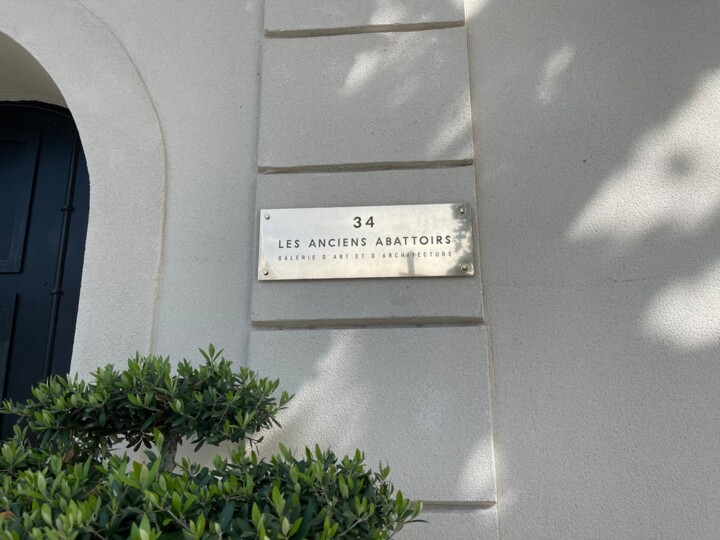 34
LES ANCIENS ABATTOIRS
GALERIE D'ART ET D'ARCHITECTURE